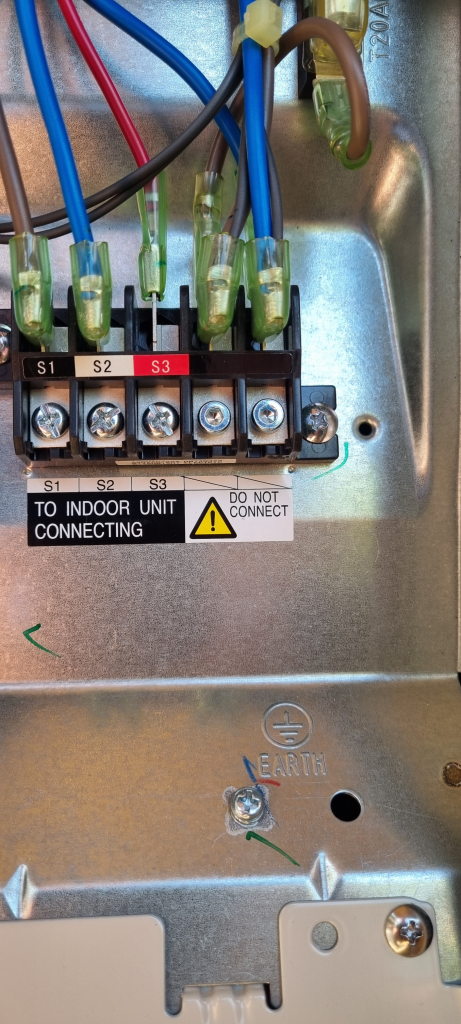 T20A
S1 S2 S3
S1 S2 S3
TO INDOOR UNIT
CONNECTING
DO NOT
CONNECT
EARTH